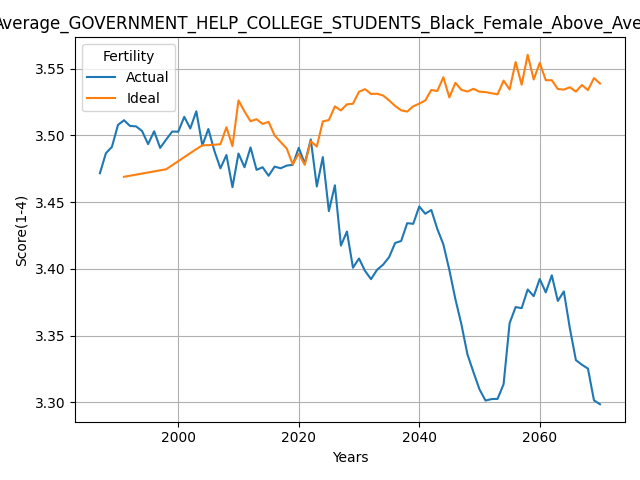 Average_GOVERNMENT_HELP_COLLEGE_STUDENTS_Black_Female_Above_Ave
Fertility
Actual
Ideal
Score(1-4)
3.55
3.50
3.45
3.40
3.35
3.30
2000 2020 2040 2060
Years